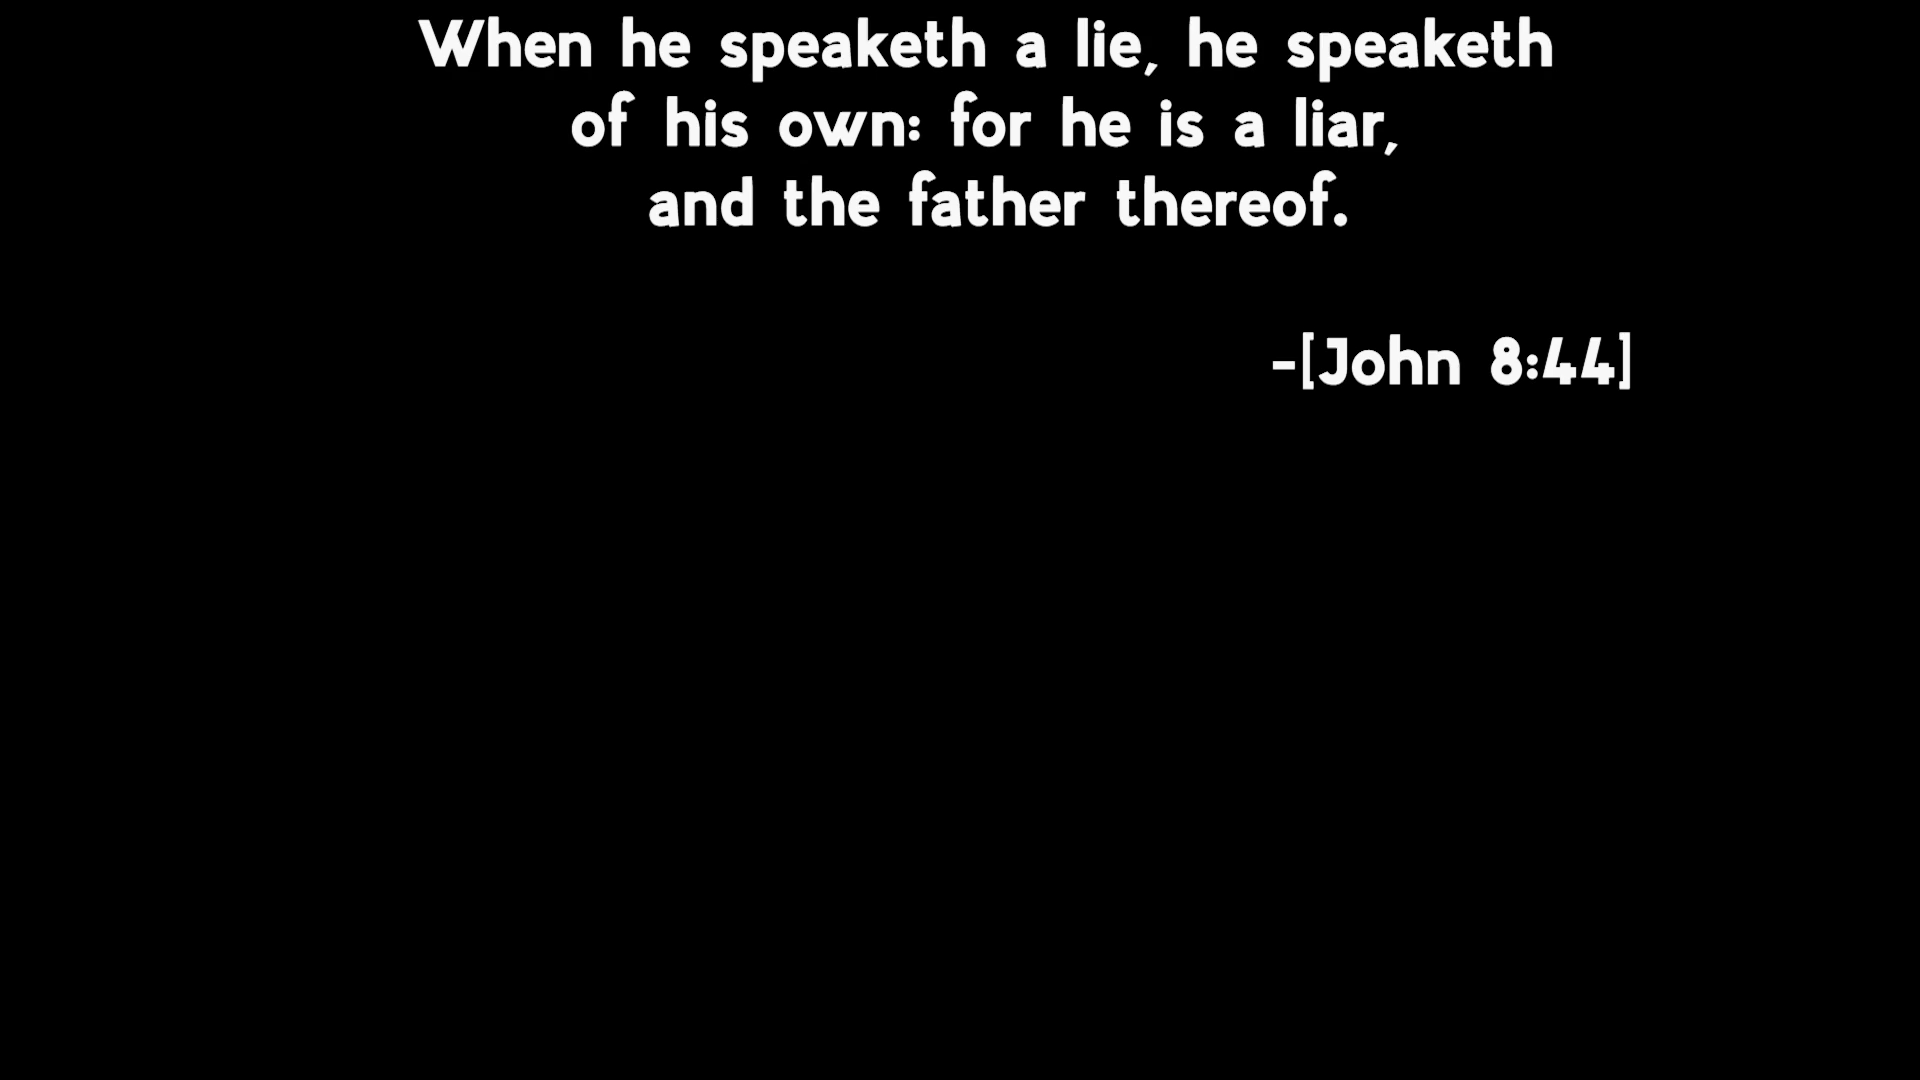 When he speaketh a lie, he speaketh
of his own: for he is a liar,
and the father thereof.
-[John 8:44]